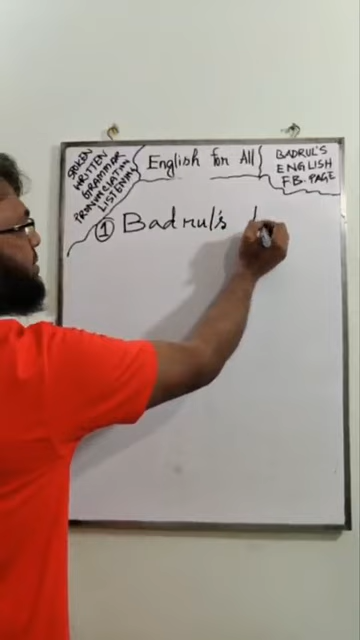 SPOKEN
WRITTEN
GRAMMAR
PRONUNCIATION
LISTENING
English for All
BADRUL'S
ENGLISH
FB. PAGE
① Badrul's